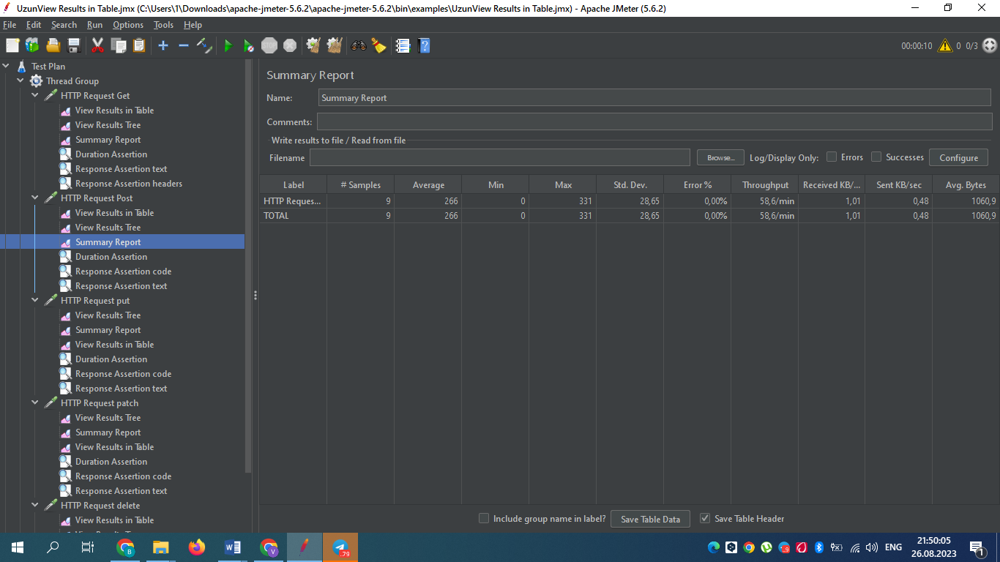 UzunView Results in Table.jmx (C:\Users\1\Downloads\apache-jmeter-5.6.2\apache-jmeter-5.6.2\bin\examples\UzunView Results in Table.jmx) - Apache JMeter (5.6.2)
File Edit Search Run Options Tools Help
STOP 00:00:10 0 0/3
Test Plan
Thread Group
HTTP Request Get
View Results in Table
View Results Tree
Summary Report
Duration Assertion
Response Assertion text
Response Assertion headers
HTTP Request Post
View Results in Table
View Results Tree
Summary Report
Duration Assertion
Response Assertion code
Response Assertion text
HTTP Request put
View Results Tree
Summary Report
View Results in Table
Duration Assertion
Response Assertion code
Response Assertion text
HTTP Request patch
View Results Tree
Summary Report
View Results in Table
Duration Assertion
Response Assertion code
Response Assertion text
HTTP Request delete
View Results in Table
Summary Report
Name: Summary Report
Comments:
Write results to file / Read from file
Filename Browse... Log/Display Only: Errors Successes Configure
Label # Samples Average Min Max Std. Dev. Error % Throughput Received KB/... Sent KB/sec Avg. Bytes
HTTP Reques... 9 266 0 331 28,65 0,00% 58,6/min 1,01 0,48 1060,9
TOTAL 9 266 0 331 28,65 0,00% 58,6/min 1,01 0,48 1060,9
Include group name in label? Save Table Data Save Table Header
ENG 21:50:05
26.08.2023